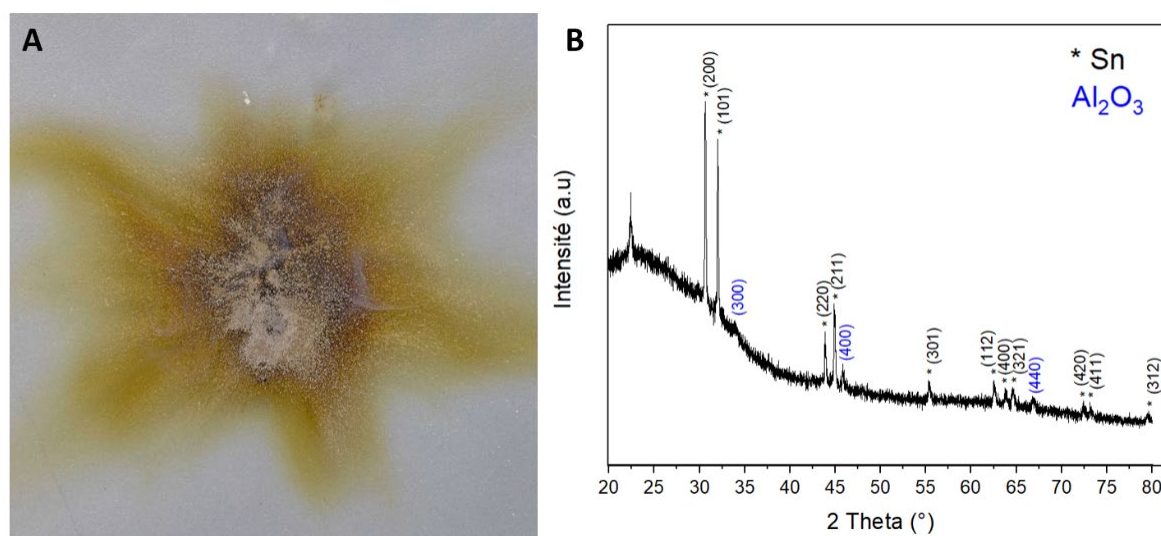 A
B
* Sn
Al₂O₃
* (200)
* (101)
(300)
* (220)
* (211)
(400)
* (301)
* (112)
* (400)
* (321)
(440)
* (420)
* (411)
* (312)
Intensité (a.u)
20 25 30 35 40 45 50 55 60 65 70 75 80
2 Theta (°)